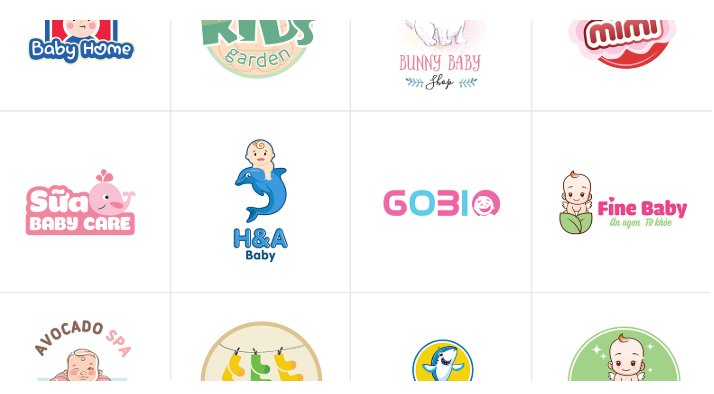 Baby Home
KIDS
garden
BUNNY BABY
Shop
mimi
Sữa
BABY CARE
H&A
Baby
GOBIO
Fine Baby
Ăn ngon Tớ khỏe
AVOCADO SPA